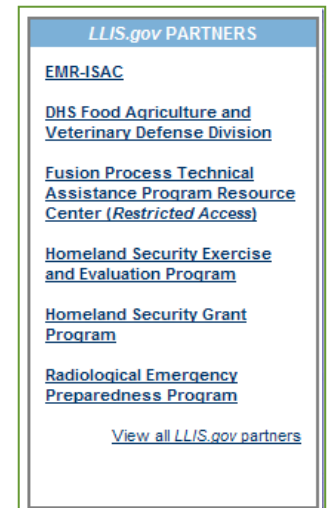 LLIS.gov PARTNERS
EMR-ISAC
DHS Food Agriculture and
Veterinary Defense Division
Fusion Process Technical
Assistance Program Resource
Center (Restricted Access)
Homeland Security Exercise
and Evaluation Program
Homeland Security Grant
Program
Radiological Emergency
Preparedness Program
View all LLIS.gov partners